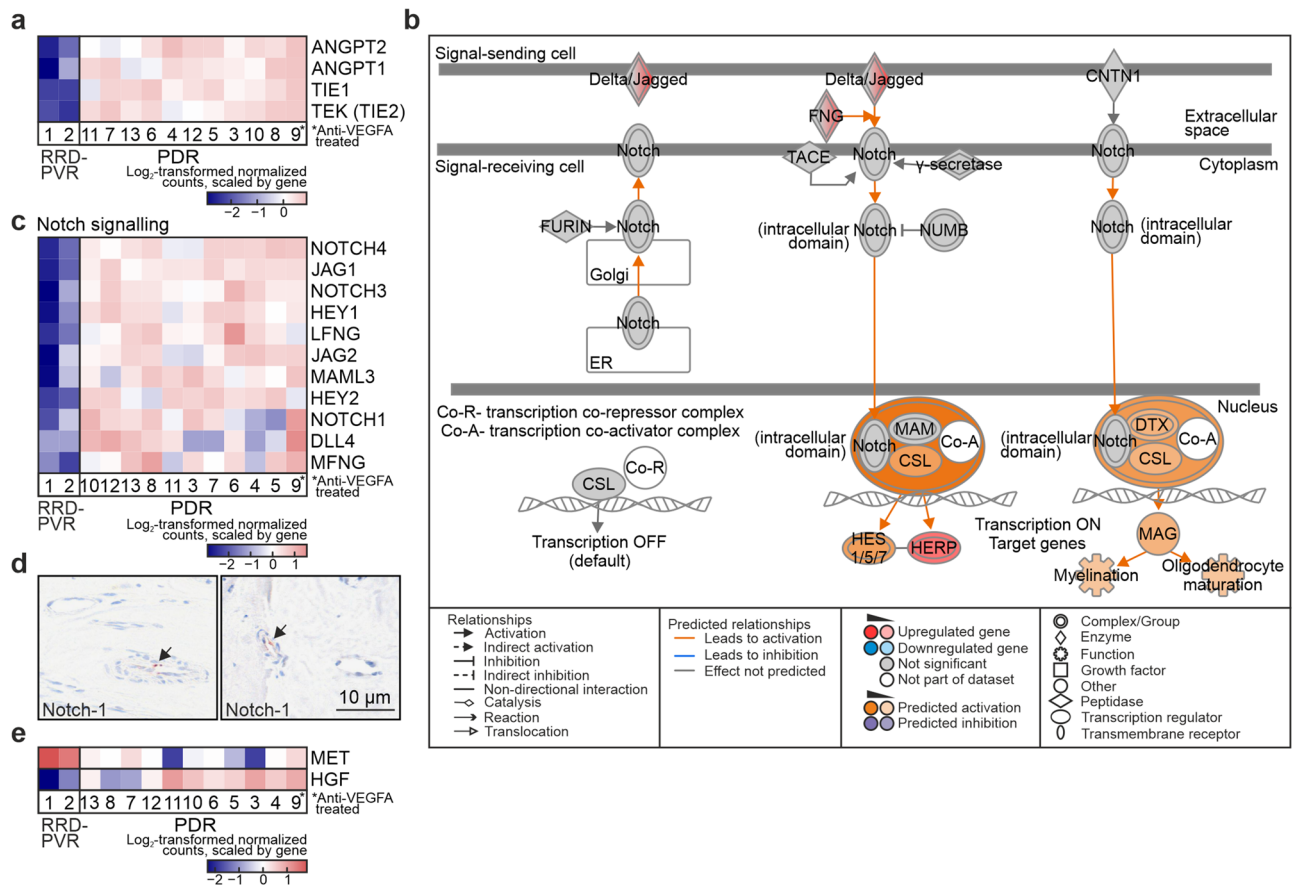 a
ANGPT2
ANGPT1
TIE1
TEK (TIE2)
1 2 11 7 13 6 4 12 5 3 10 8 9*
*Anti-VEGFA
treated
RRD-
PVR
PDR
Log2-transformed normalized
counts, scaled by gene
−2 −1 0
b
Signal-sending cell
Delta/Jagged
Delta/Jagged
CNTN1
FNG
Extracellular
space
Notch
TACE
Notch
γ-secretase
Notch
Cytoplasm
Signal-receiving cell
FURIN
Notch
(intracellular
domain)
Notch
NUMB
Notch
(intracellular
domain)
Golgi
Notch
ER
Nucleus
Co-R- transcription co-repressor complex
Co-A- transcription co-activator complex
(intracellular
domain)
Notch
MAM
CSL
Co-A
(intracellular
domain)
Notch
DTX
CSL
Co-A
CSL
Co-R
Transcription OFF
(default)
HES
1/5/7
HERP
Transcription ON
Target genes
MAG
Myelination
Oligodendrocyte
maturation
Relationships
Activation
Indirect activation
Inhibition
Indirect inhibition
Non-directional interaction
Catalysis
Reaction
Translocation
Predicted relationships
Leads to activation
Leads to inhibition
Effect not predicted
Upregulated gene
Downregulated gene
Not significant
Not part of dataset
Predicted activation
Predicted inhibition
Complex/Group
Enzyme
Function
Growth factor
Other
Peptidase
Transcription regulator
Transmembrane receptor
c
Notch signalling
NOTCH4
JAG1
NOTCH3
HEY1
LFNG
JAG2
MAML3
HEY2
NOTCH1
DLL4
MFNG
1 2 10 12 13 8 11 3 7 6 4 5 9*
*Anti-VEGFA
treated
RRD-
PVR
PDR
Log2-transformed normalized
counts, scaled by gene
−2 −1 0 1
d
Notch-1
Notch-1
10 µm
e
MET
HGF
1 2 13 8 7 12 11 10 6 5 3 4 9*
*Anti-VEGFA
treated
RRD-
PVR
PDR
Log2-transformed normalized
counts, scaled by gene
−2 −1 0 1